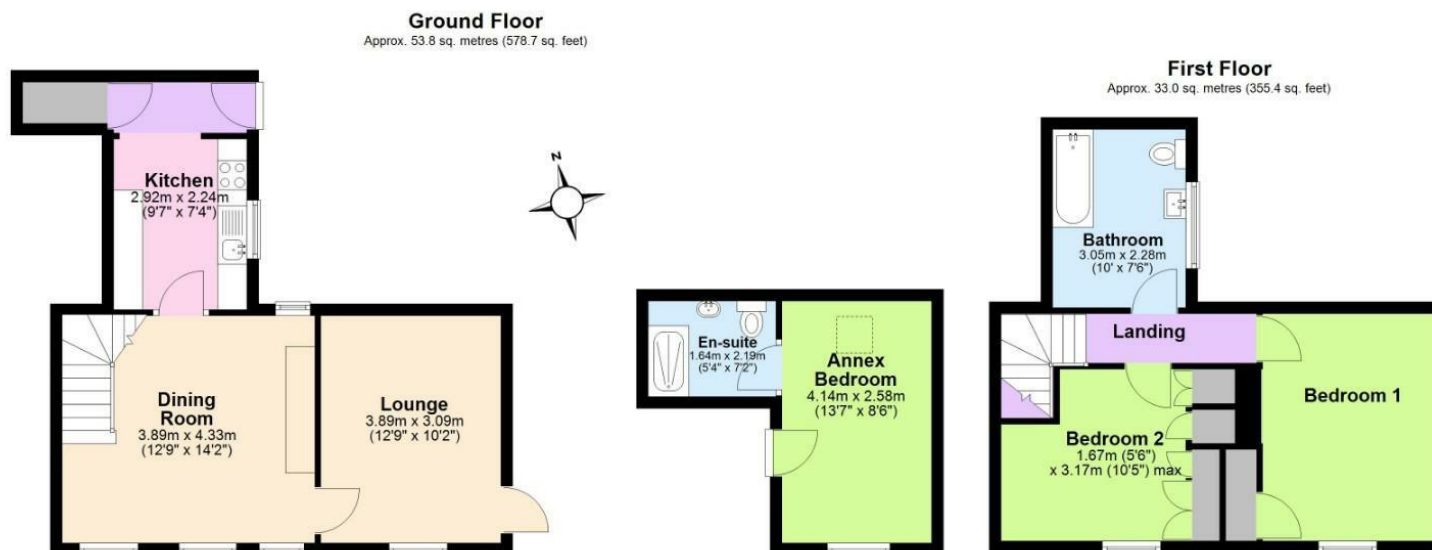 Ground Floor
Approx. 53.8 sq. metres (578.7 sq. feet)
Kitchen
2.92m x 2.24m
(9'7" x 7'4")
N
Dining
Room
3.89m x 4.33m
(12'9" x 14'2")
Lounge
3.89m x 3.09m
(12'9" x 10'2")
En-suite
1.64m x 2.19m
(5'4" x 7'2")
Annex
Bedroom
4.14m x 2.58m
(13'7" x 8'6")
First Floor
Approx. 33.0 sq. metres (355.4 sq. feet)
Bathroom
3.05m x 2.28m
(10' x 7'6")
Landing
Bedroom 1
Bedroom 2
1.67m (5'6")
x 3.17m (10'5") max